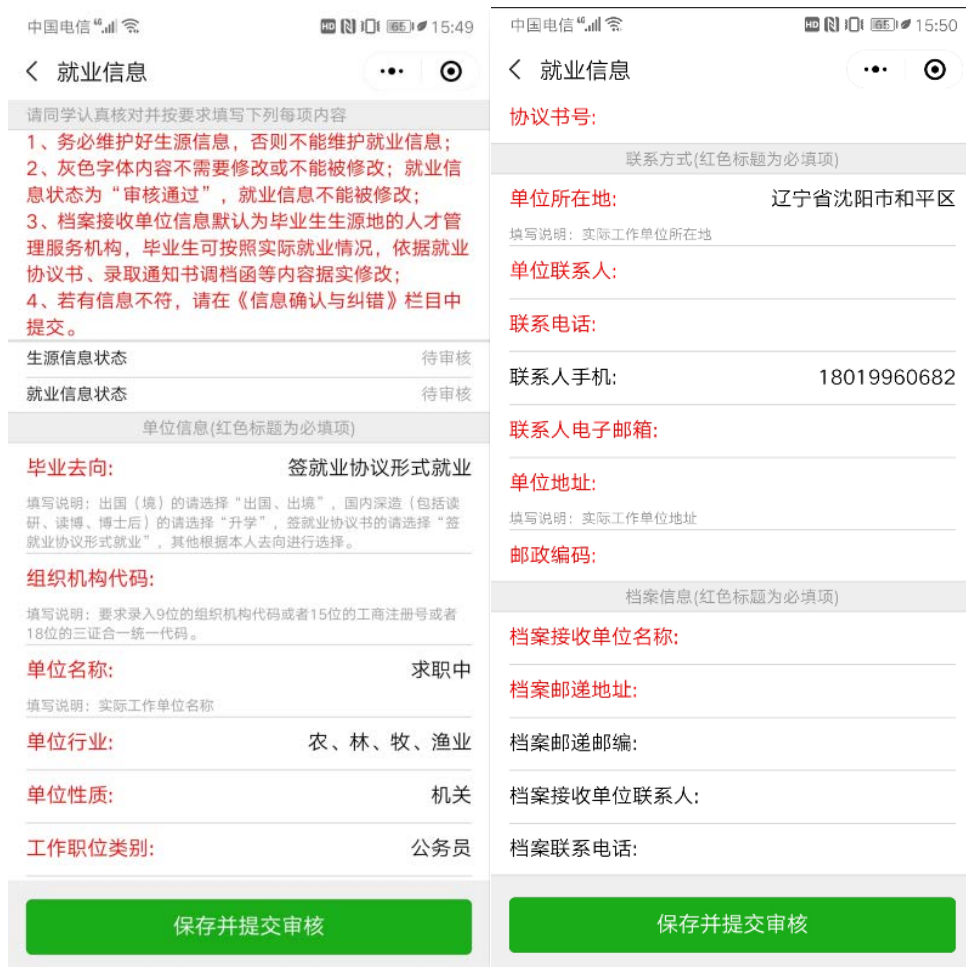 中国电信 46 HD 65 15:49
就业信息
请同学认真核对并按要求填写下列每项内容
1、务必维护好生源信息，否则不能维护就业信息；
2、灰色字体内容不需要修改或不能被修改；就业信
息状态为“审核通过”，就业信息不能被修改；
3、档案接收单位信息默认为毕业生生源地的人才管
理服务机构，毕业生可按照实际就业情况，依据就业
协议书、录取通知书调档函等内容据实修改；
4、若有信息不符，请在《信息确认与纠错》栏目中
提交。
生源信息状态 待审核
就业信息状态 待审核
单位信息(红色标题为必填项)
毕业去向: 签就业协议形式就业
填写说明：出国（境）的请选择“出国、出境”，国内深造（包括读
研、读博、博士后）的请选择“升学”，签就业协议书的请选择“签
就业协议形式就业”，其他根据本人去向进行选择。
组织机构代码:
填写说明：要求录入9位的组织机构代码或者15位的工商注册号或者
18位的三证合一统一代码。
单位名称: 求职中
填写说明：实际工作单位名称
单位行业: 农、林、牧、渔业
单位性质: 机关
工作职位类别: 公务员
保存并提交审核
中国电信 46 HD 65 15:50
就业信息
协议书号:
联系方式(红色标题为必填项)
单位所在地: 辽宁省沈阳市和平区
填写说明：实际工作单位所在地
单位联系人:
联系电话:
联系人手机: 18019960682
联系人电子邮箱:
单位地址:
填写说明：实际工作单位地址
邮政编码:
档案信息(红色标题为必填项)
档案接收单位名称:
档案邮递地址:
档案邮递邮编:
档案接收单位联系人:
档案联系电话:
保存并提交审核